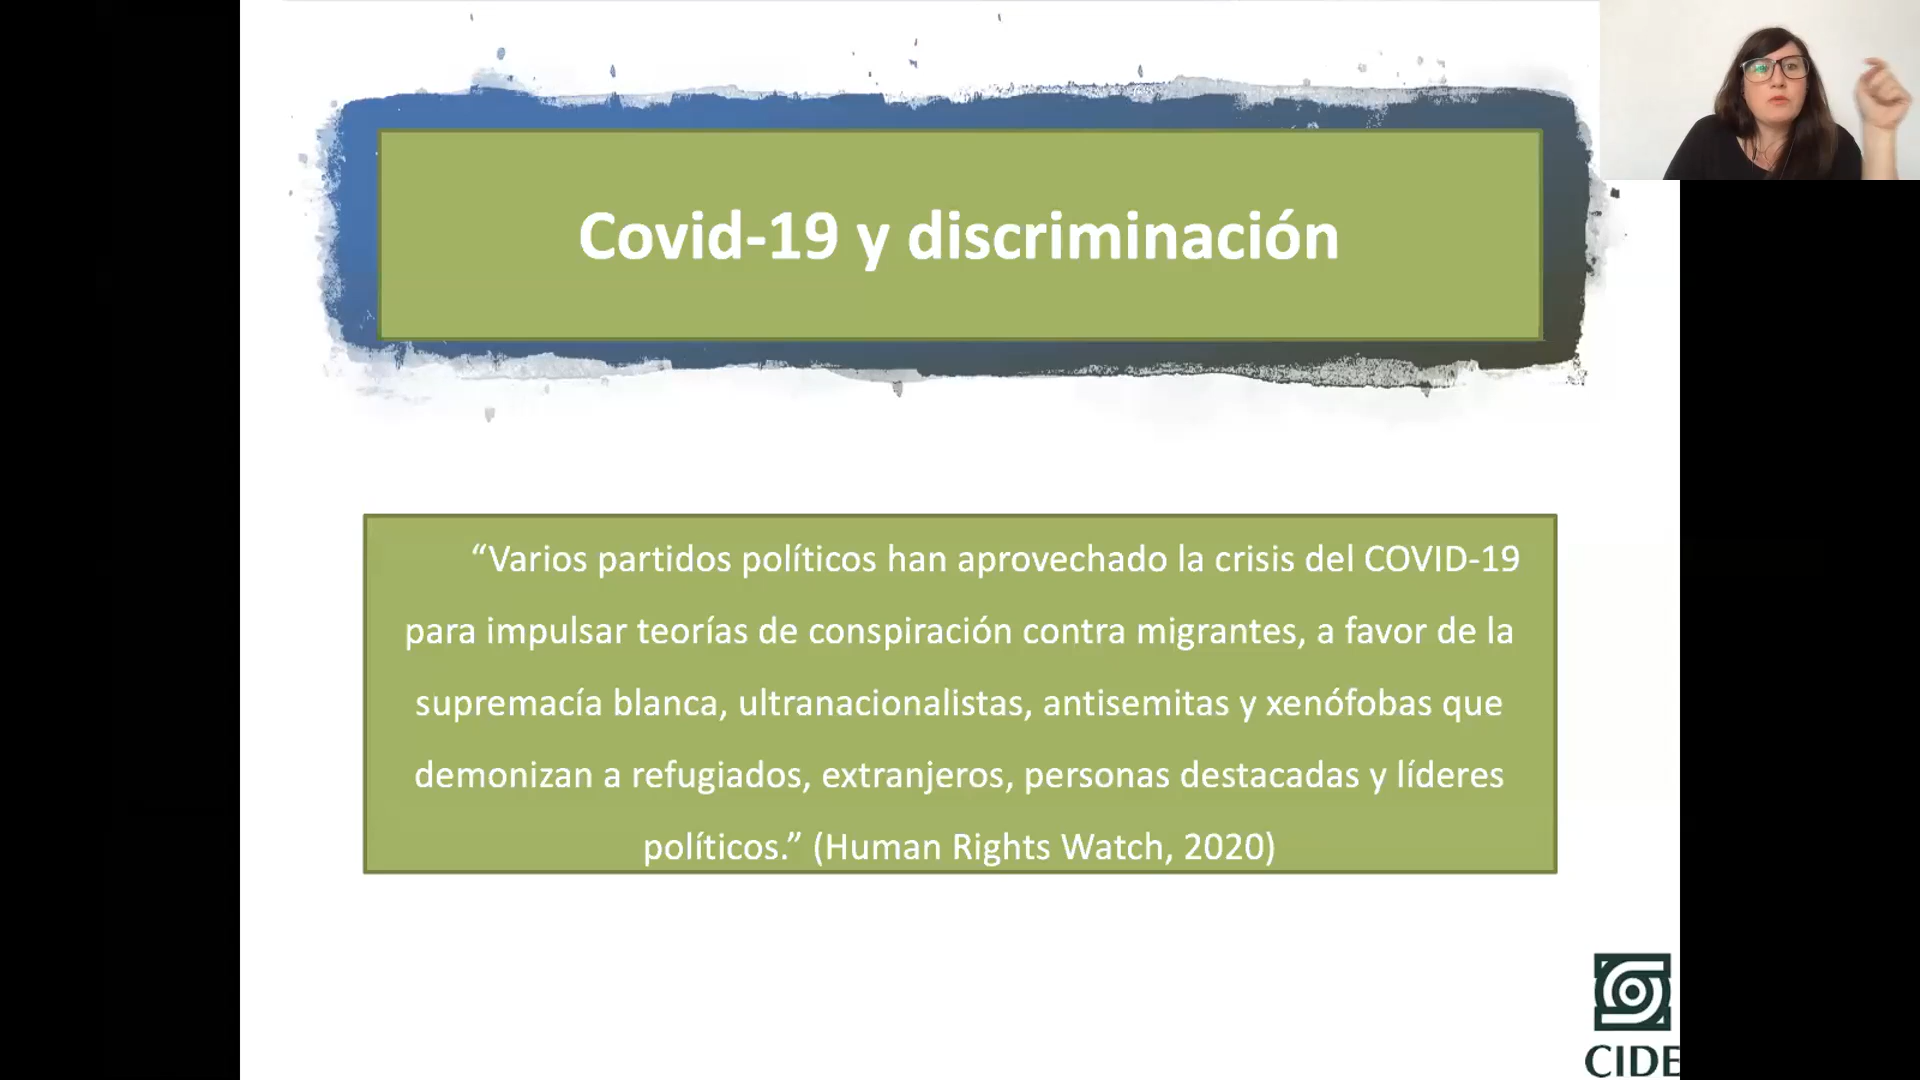 Covid-19 y discriminación
“Varios partidos políticos han aprovechado la crisis del COVID-19
para impulsar teorías de conspiración contra migrantes, a favor de la
supremacía blanca, ultranacionalistas, antisemitas y xenófobas que
demonizan a refugiados, extranjeros, personas destacadas y líderes
políticos.” (Human Rights Watch, 2020)
CIDE